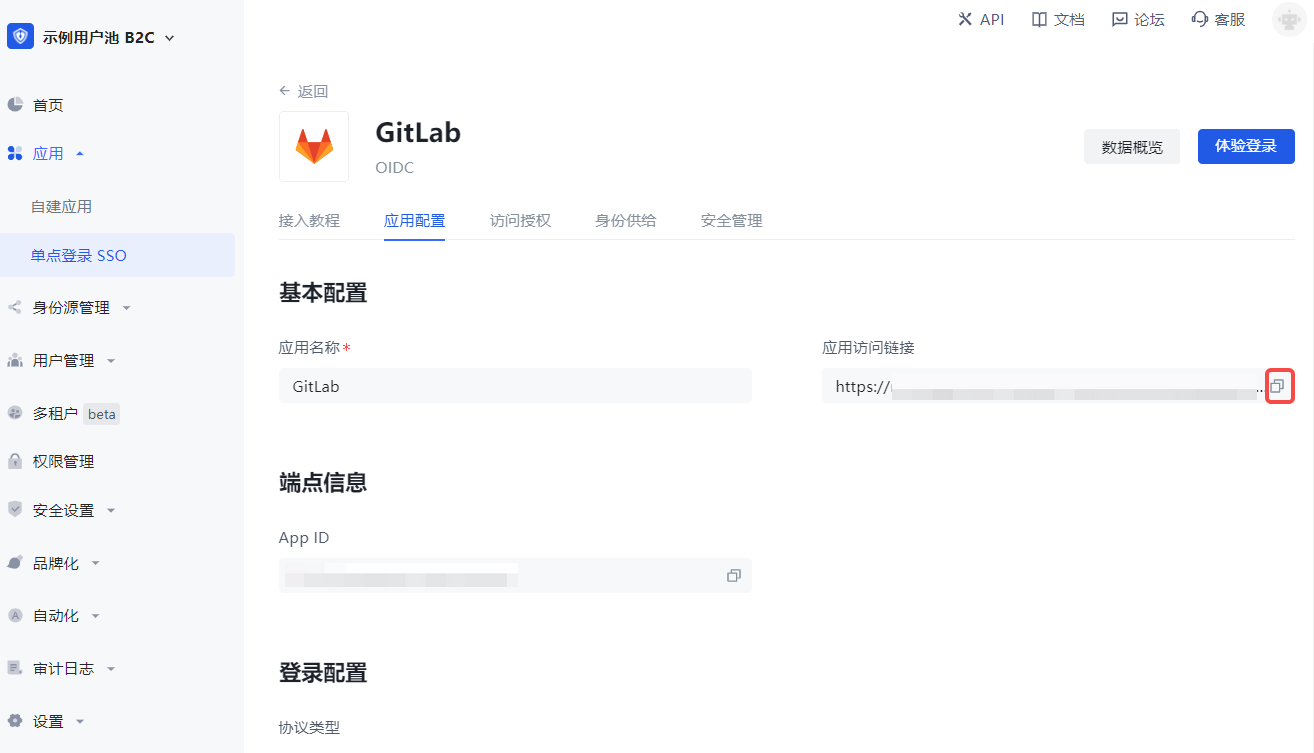 示例用户池 B2C
API
文档
论坛
客服
首页
应用
自建应用
单点登录 SSO
身份源管理
用户管理
多租户 beta
权限管理
安全设置
品牌化
自动化
审计日志
设置
← 返回
GitLab
OIDC
数据概览
体验登录
接入教程
应用配置
访问授权
身份供给
安全管理
基本配置
应用名称*
应用访问链接
GitLab
https://
端点信息
App ID
登录配置
协议类型